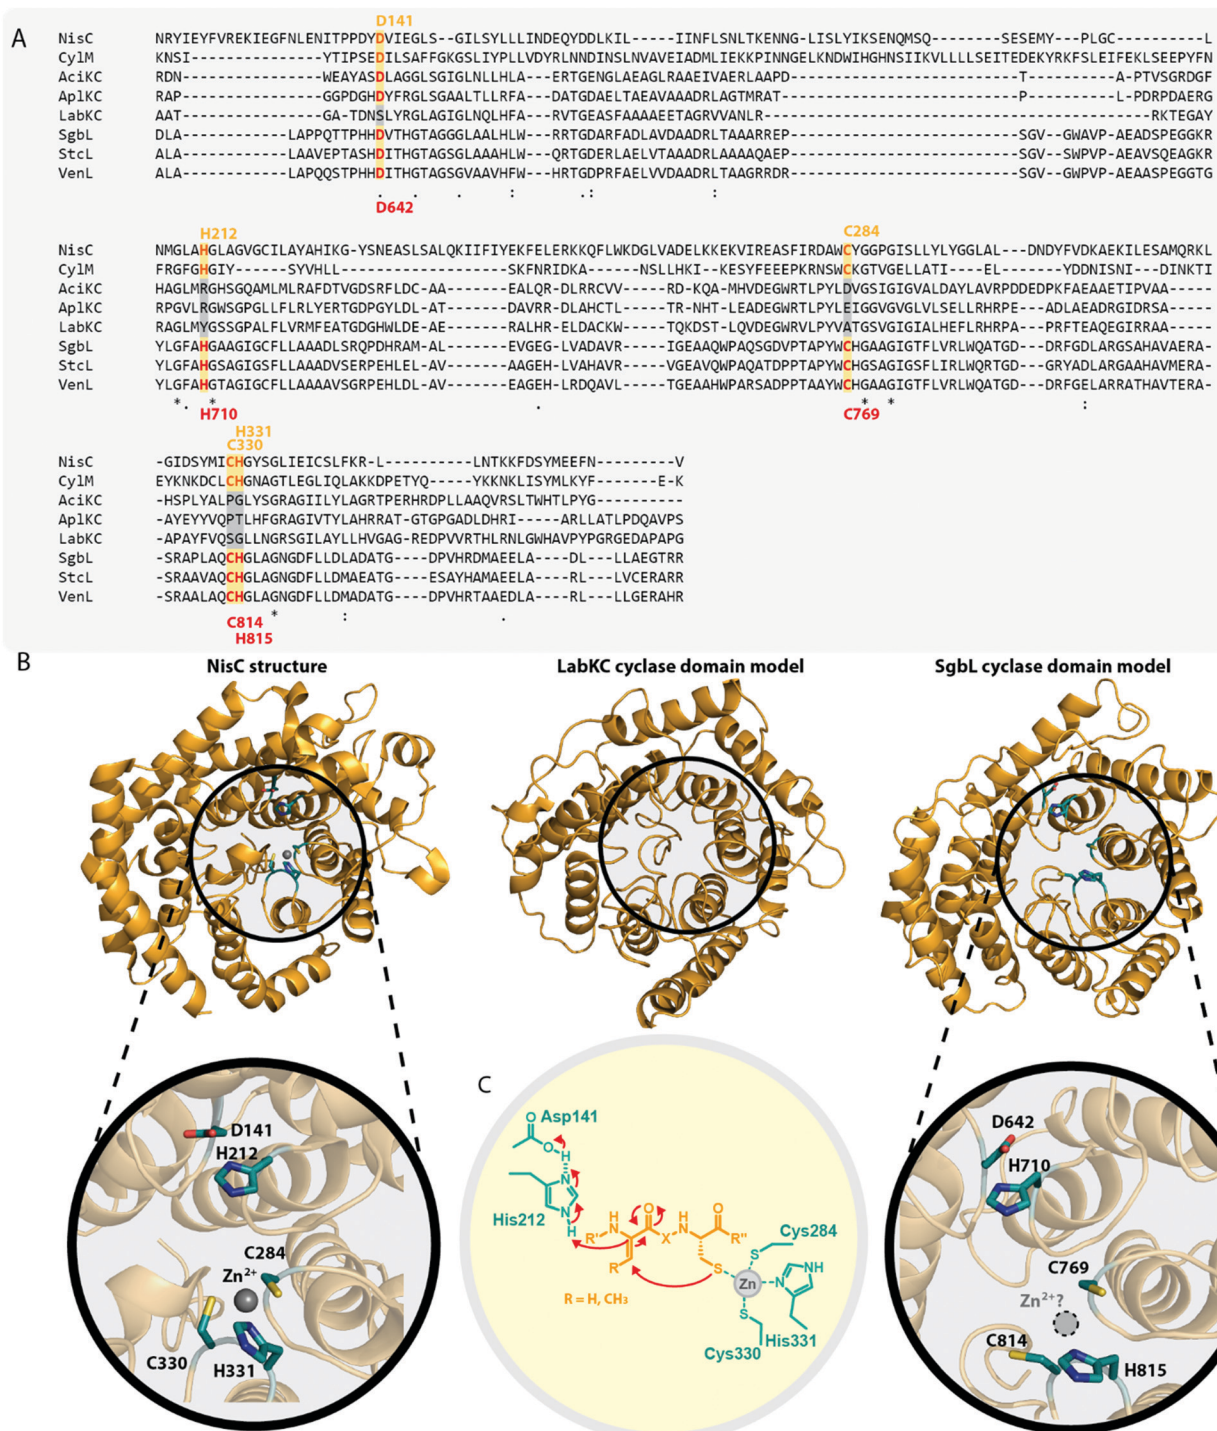 A
D141
NisC NRYIEYFVREKIEGFNLENITPPDYDVIEGLS--GILSYLLLINDEQYDDLKIL-----IINFLSNLTKENNG-LISLYIKSENQMSQ------SESEMY---PLGC----------L
CylM KNSI---------------YTIPSEDILSAFFGKGSLIYPLLVDYRLNNDINSLNVAVEIADMLIEKKPINNGELKNDWIHGHNSIIKVLLLLSEITEDEKYRKFSLEIFEKLSEEPYFN
AciKC RDN----------------WEAYASDLAGGLSGIGLNLLHLA---ERTGENGLAEAGLRAAEIVAERLAAPD--------------------------T----------A-PTVSGRDGF
AplKC RAP----------------GGPDGHDYFRGLSGAALTLLRFA---DATGDAELTAEAVAAADRLAGTMRAT---------------------------P----------L-PDRPDAERG
LabKC AAT----------------GA-TDNSLYRGLAGIGLNQLHFA---RVTGEASFAAAAEETAGRVVANLR-----------------------------------------RKTEGAY
SgbL DLA------------LAPPQTTPHHDVTHGTAGGGLAALHLW---RRTGDARFADLAVDAADRLTAAARREP--------------------------SGV--GWAVP-AEADSPEGGKR
StcL ALA------------LAAVEPTASHDITHGTAGSGLAAAHLW---QRTGDERLAELVTAAADRLAAAAQAEP--------------------------SGV--SWPVP-AEAVSQEAGKR
VenL ALA------------LAPQQSTPHHDITHGTAGSGVAAVHFW---HRTGDPRFAELVVDAADRLTAAGRRDR--------------------------SGV--GWPVP-AEAASPEGGTG
. . . : .: :
D642
H212 C284
NisC NMGLAHGLAGVGCILAYAHIKG-YSNEASLSALQKIIFIYEKFELERKKQFLWKDGLVADELKKEKVIREASFIRDAWCYGGPGISLLYLYGGLAL---DNDYFVDKAEKILESAMQRKL
CylM FRGFGHGIY------SYVHLL-------------------SKFNRIDKA-----NSLLHKI--KESYFEEEPKRNSWCKGTVGELLATI----EL-----YDDNISNI---DINKTI
AciKC HAGLMRGHSGQAMLMLRAFDTVGDSRFLDC-AA-------EALQR-DLRRCVV---RD-KQA-MHVDEGWRTLPYLDVGSIGIGVALDAYLAVRPDDEDPKFAEAAETIPVAA-----
AplKC RPGVLRGWSGPGLLFLRLYERTGDPGYLDL-AT-------DAVRR-DLAHCTL---TR-NHT-LEADEGWRTLPYLEIGGVGVGLVLSELLRHRPE---ADLAEADRGIDRSA-----
LabKC RAGLMYGSSGPALFLVRMFEATGDGHWLDE-AE-------RALHR-ELDACKW---TQKDST-LQVDEGWRVLPYVATGSVGIGIALHEFLRHRPA---PRFTEAQEGIRRAA-----
SgbL YLGFAHGAAGIGCFLLAAADLSRQPDHRAM-AL-------EVGEG-LVADAVR---IGEAAQWPAQSGDVPTAPYWCHGAAGIGTFLVRLWQATGD---DRFGDLARGSAHAVAERA-
StcL YLGFAHGSAGIGSFLLAAADVSERPEHLEL-AV-------AAGEH-LVAHAVR---VGEAVQWPAQATDPPTAPYWCHGSAGIGSFLIRLWQRTGD---GRYADLARGAAHAVMERA-
VenL YLGFAHGTAGIGCFLLAAAAVSGRPEHLDL-AV-------EAGEH-LRDQAVL---TGEAAHWPARSADPPTAAYWCHGAAGIGTFLVRLWQATGD---DRFGELARRATHAVTERA-
*. * . * * :
H710 C769
H331
C330
NisC -GIDSYMICHGYSGLIEICSLFKR-L----------LNTKKFDSYMEEFN----------V
CylM EYKNKDCLCHGNAGTLEGLIQLAKKDPETYQ-----YKKNKLISYMLKYF-------E-K
AciKC -HSPLYALPGLYSGRAGIILYLAGRTPERHRDPLLAAQVRSLTWHTLPYG----------
AplKC -AYEYYVQPTLHFGRAGIVTYLAHRRAT-GTGPGADLDHRI-----ARLLATLPDQAVPS
LabKC -APAYFVQSGLLNGRSGILAYLLHVGAG-REDPVVRTHLRNLGWHAVPYPGRGEDAPAPG
SgbL -SRAPLAQCHGLAGNGDFLLDLADATG----DPVHRDMAEELA----DL---LLAEGTRR
StcL -SRAAVAQCHGLAGNGDFLLDMAEATG----ESAYHAMAEELA----RL---LVCERARR
VenL -SRAALAQCHGLAGNGDFLLDMADATG----DPVHRTAAEDLA----RL---LLGERAHR
* : .
C814
H815
B
NisC structure
LabKC cyclase domain model
SgbL cyclase domain model
D141
H212
C284
Zn2+
C330
H331
C
Asp141
His212
Cys284
His331
Cys330
Zn
O
O
H
N
N
H
H
N
R'
R
O
X
H
N
O
R''
S
S
S
N
NH
R = H, CH3
D642
H710
C769
Zn2+?
C814
H815